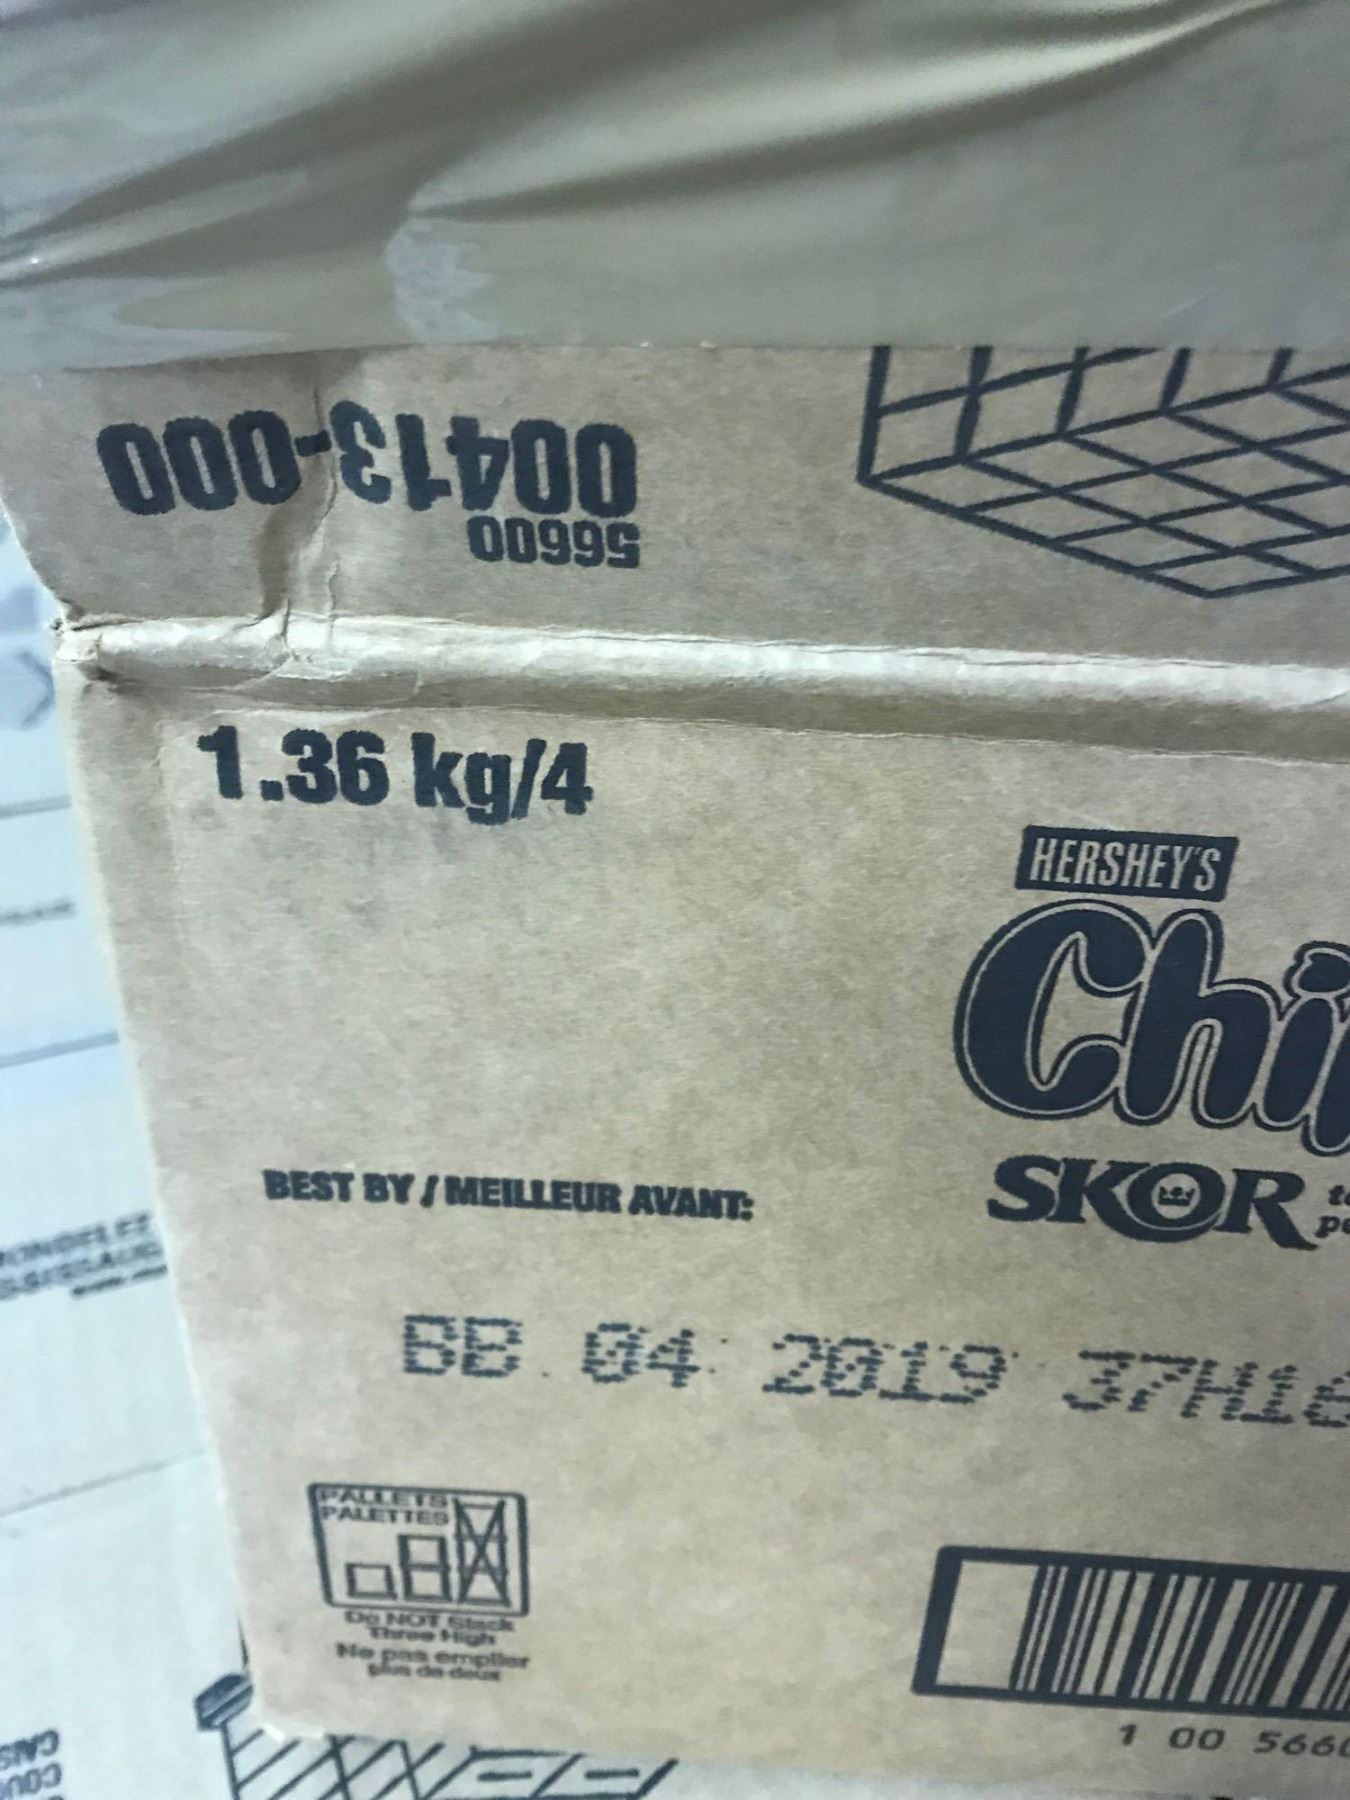 00413-000
56600
1.36 kg/4
HERSHEY'S
Chi
SKOR
BEST BY / MEILLEUR AVANT:
BB 04 2019 37H18
PALLETS
PALETTES
Do NOT Stack
Three High
Ne pas empiler
plus de deux
1 00 566